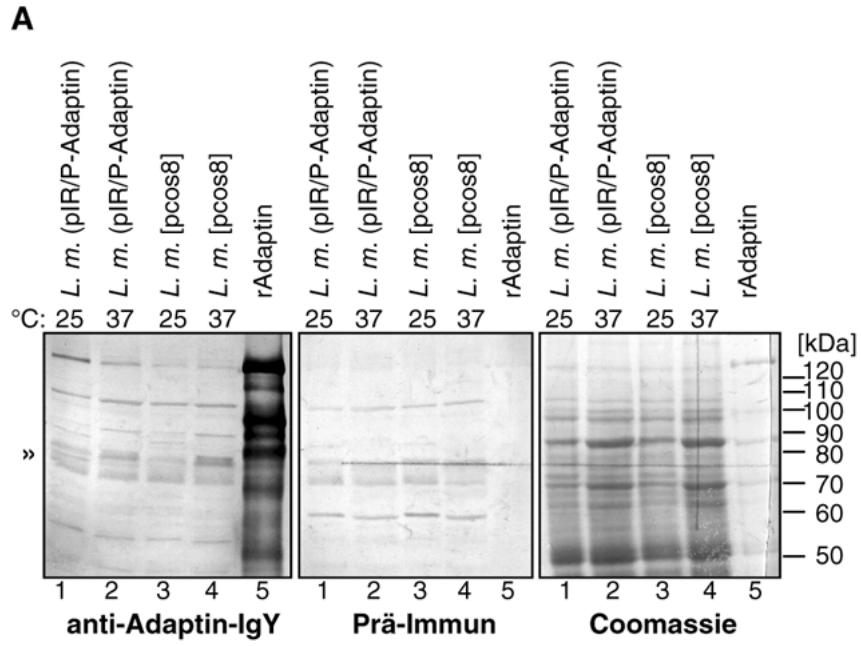 A
L. m. (pIR/P-Adaptin)
L. m. (pIR/P-Adaptin)
L. m. [pcos8]
L. m. [pcos8]
rAdaptin
L. m. (pIR/P-Adaptin)
L. m. (pIR/P-Adaptin)
L. m. [pcos8]
L. m. [pcos8]
rAdaptin
L. m. (pIR/P-Adaptin)
L. m. (pIR/P-Adaptin)
L. m. [pcos8]
L. m. [pcos8]
rAdaptin
°C: 25 37 25 37 25 37 25 37 25 37 25 37
[kDa]
120
110
100
90
»
80
70
60
50
1 2 3 4 5 1 2 3 4 5 1 2 3 4 5
anti-Adaptin-IgY Prä-Immun Coomassie